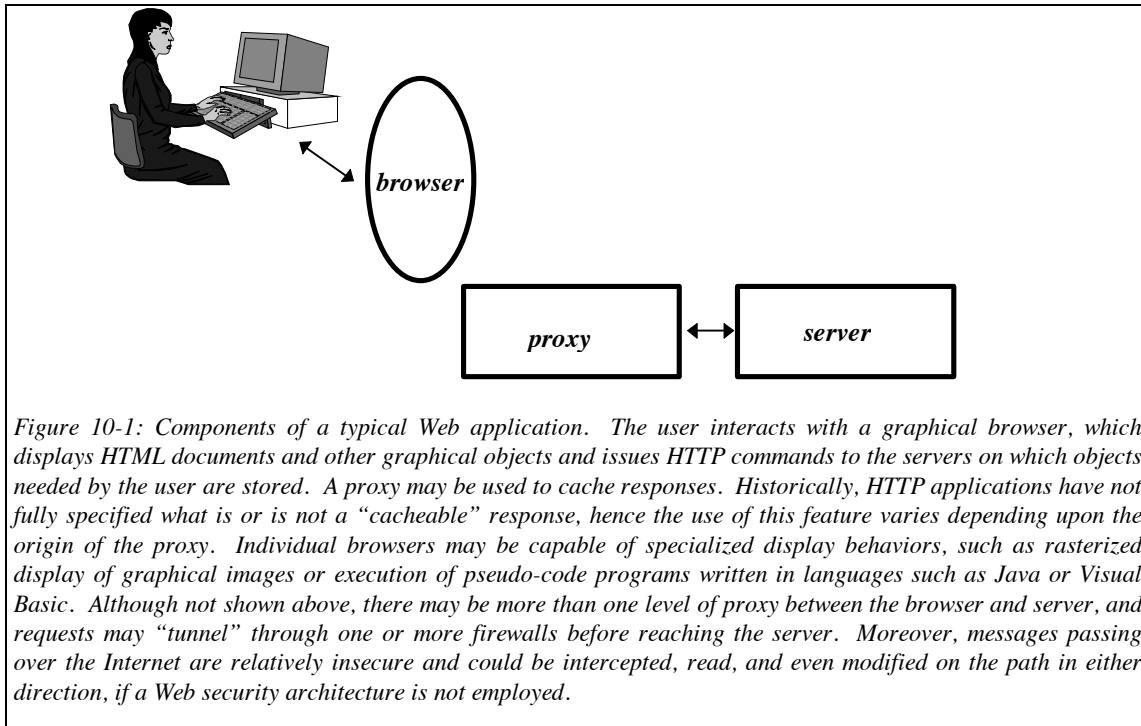 browser
proxy
server
Figure 10-1: Components of a typical Web application. The user interacts with a graphical browser, which
displays HTML documents and other graphical objects and issues HTTP commands to the servers on which objects
needed by the user are stored. A proxy may be used to cache responses. Historically, HTTP applications have not
fully specified what is or is not a “cacheable” response, hence the use of this feature varies depending upon the
origin of the proxy. Individual browsers may be capable of specialized display behaviors, such as rasterized
display of graphical images or execution of pseudo-code programs written in languages such as Java or Visual
Basic. Although not shown above, there may be more than one level of proxy between the browser and server, and
requests may “tunnel” through one or more firewalls before reaching the server. Moreover, messages passing
over the Internet are relatively insecure and could be intercepted, read, and even modified on the path in either
direction, if a Web security architecture is not employed.